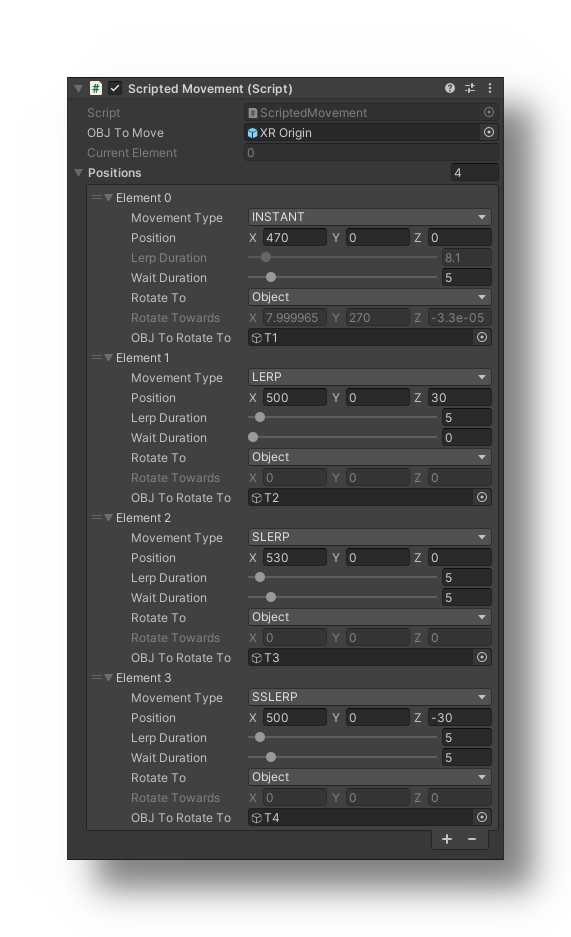 Scripted Movement (Script)
Script ScriptedMovement
OBJ To Move XR Origin
Current Element 0
Positions 4
Element 0
Movement Type INSTANT
Position X 470 Y 0 Z 0
Lerp Duration 8.1
Wait Duration 5
Rotate To Object
Rotate Towards X 7.999965 Y 270 Z -3.3e-05
OBJ To Rotate To T1
Element 1
Movement Type LERP
Position X 500 Y 0 Z 30
Lerp Duration 5
Wait Duration 0
Rotate To Object
Rotate Towards X 0 Y 0 Z 0
OBJ To Rotate To T2
Element 2
Movement Type SLERP
Position X 530 Y 0 Z 0
Lerp Duration 5
Wait Duration 5
Rotate To Object
Rotate Towards X 0 Y 0 Z 0
OBJ To Rotate To T3
Element 3
Movement Type SSLERP
Position X 500 Y 0 Z -30
Lerp Duration 5
Wait Duration 5
Rotate To Object
Rotate Towards X 0 Y 0 Z 0
OBJ To Rotate To T4